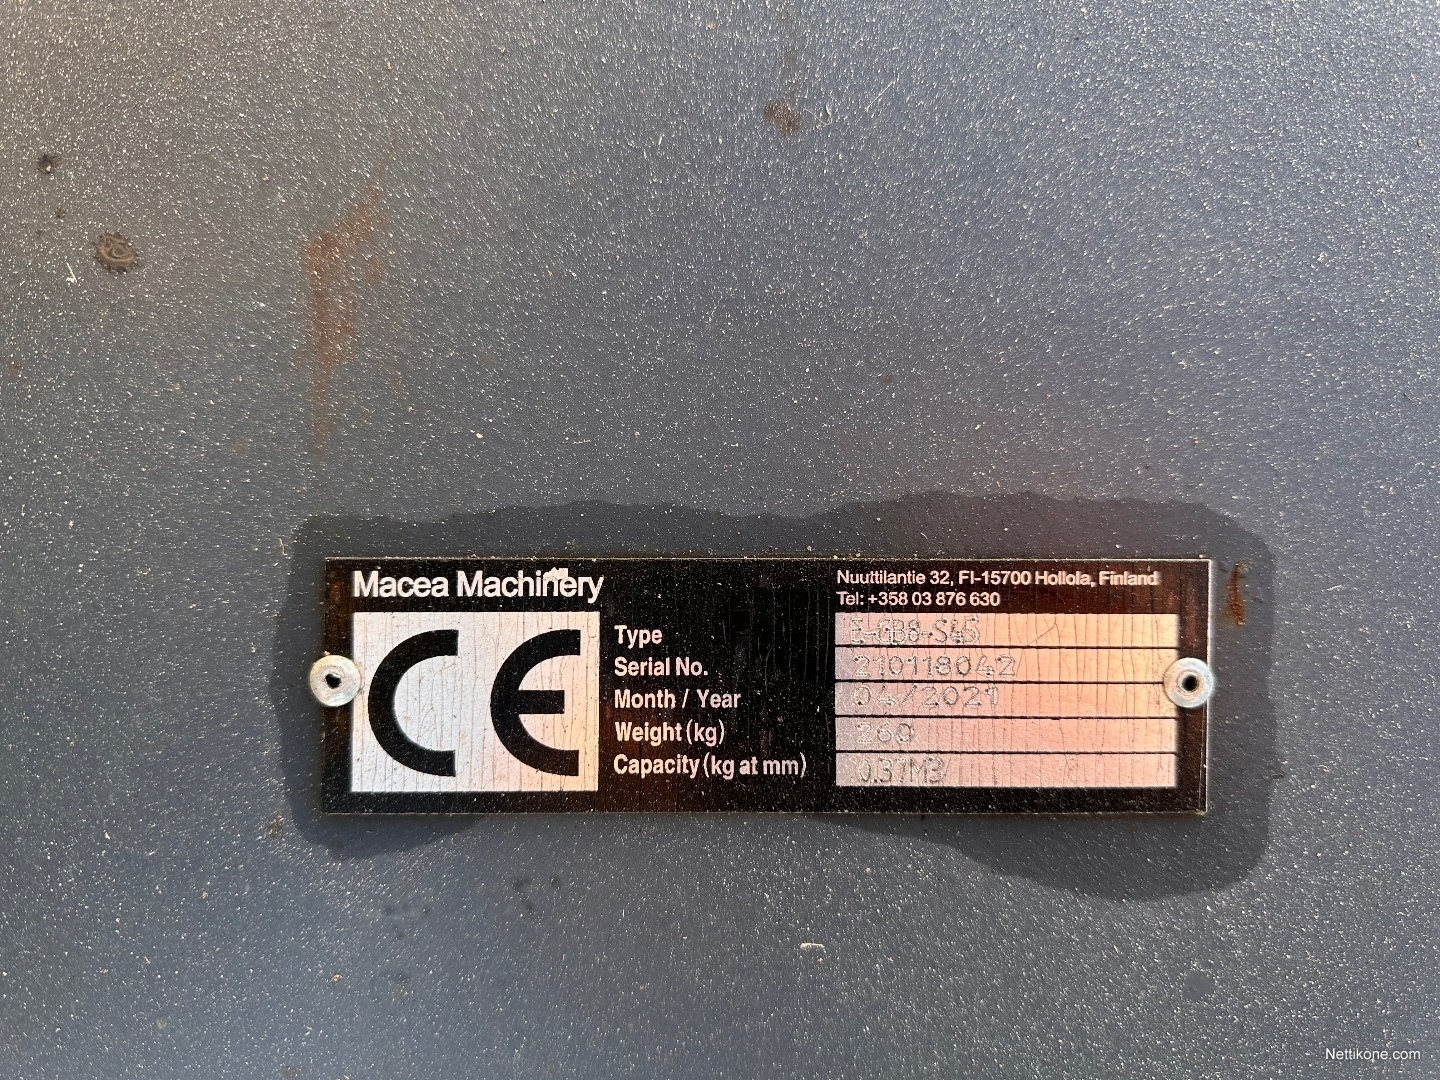 Macea Machinery
Nuuttilantie 32, FI-15700 Hollola, Finland
Tel: +358 03 876 630
CE
Type E-GB8-S45
Serial No. 210118042
Month / Year 04/2021
Weight (kg) 260
Capacity (kg at mm) 0.37M3
Nettikone.com